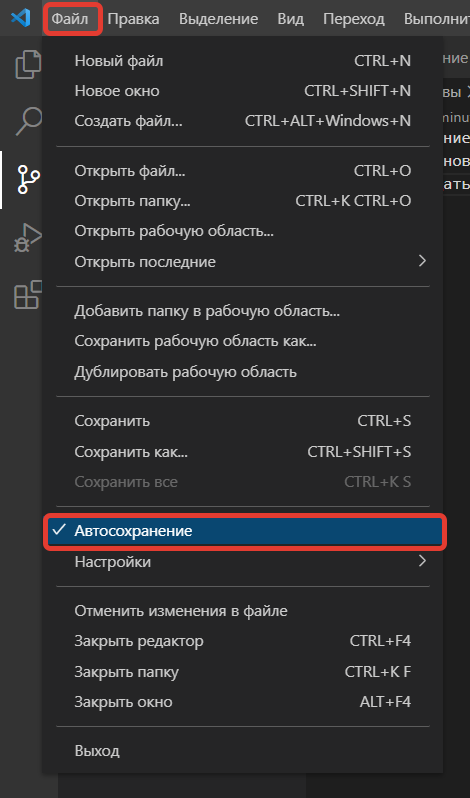 Файл Правка Выделение Вид Переход Выполнит
Новый файл CTRL+N
Новое окно CTRL+SHIFT+N
Создать файл... CTRL+ALT+Windows+N
Открыть файл... CTRL+O
Открыть папку... CTRL+K CTRL+O
Открыть рабочую область...
Открыть последние
Добавить папку в рабочую область...
Сохранить рабочую область как...
Дублировать рабочую область
Сохранить CTRL+S
Сохранить как... CTRL+SHIFT+S
Сохранить все CTRL+K S
Автосохранение
Настройки
Отменить изменения в файле
Закрыть редактор CTRL+F4
Закрыть папку CTRL+K F
Закрыть окно ALT+F4
Выход